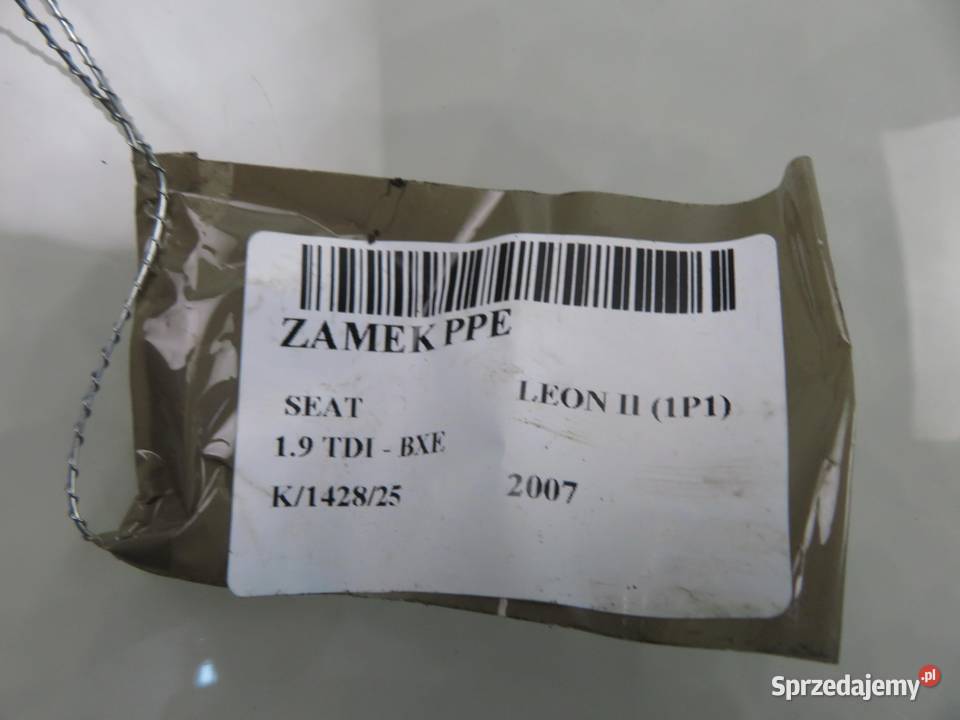 ZAMEK PPE
SEAT LEON II (1P1)
1.9 TDI - BXE
K/1428/25 2007
Sprzedajemy.pl